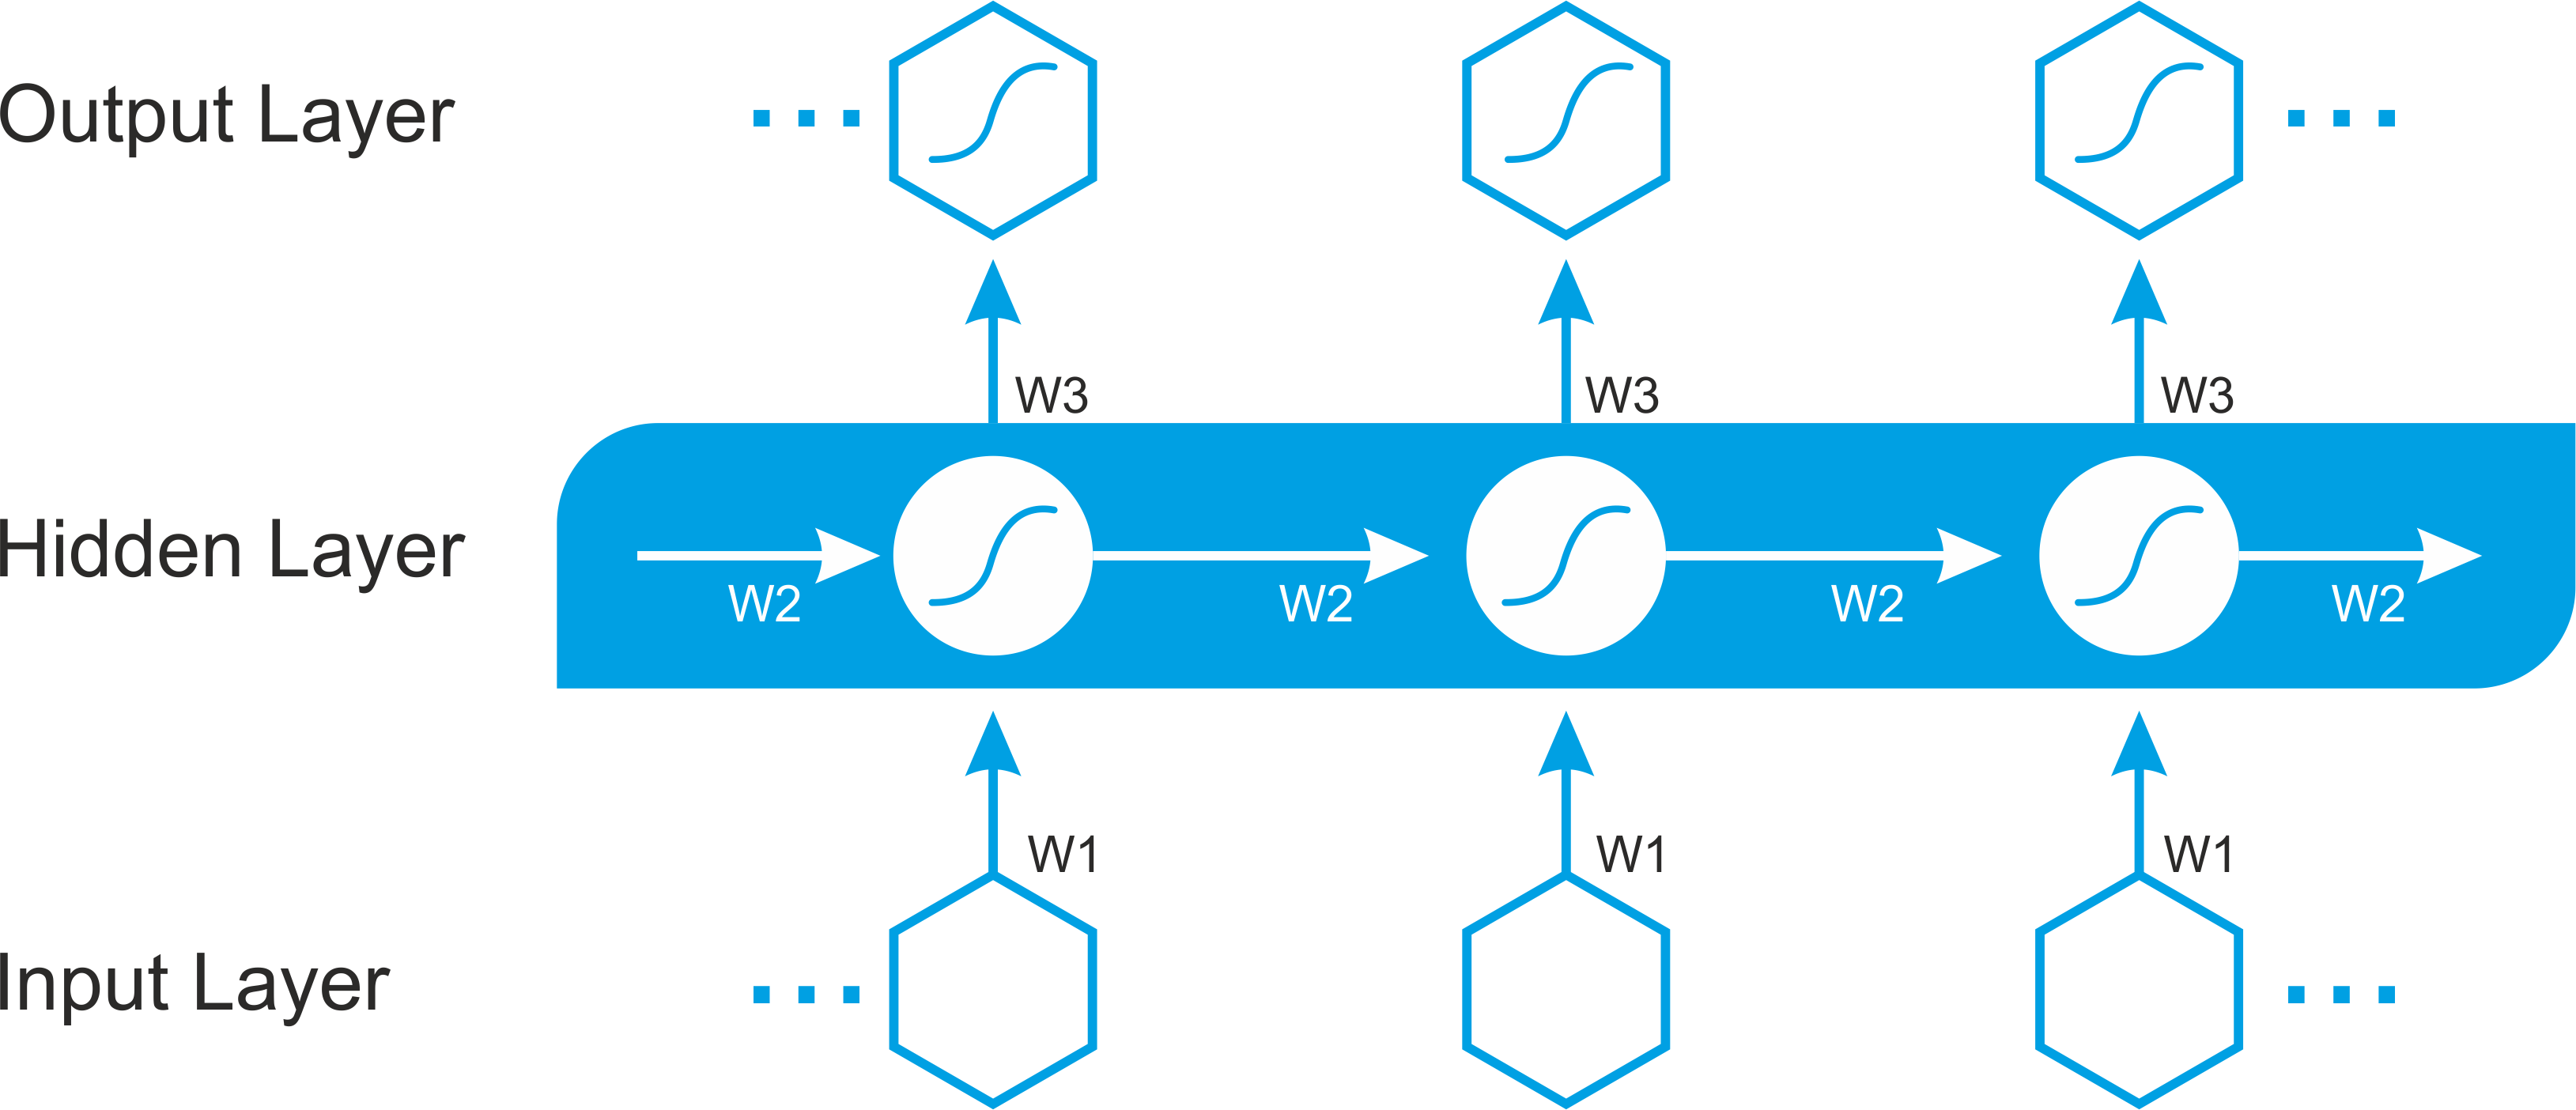 Output Layer
W3 W3 W3
Hidden Layer
W2 W2 W2 W2
W1 W1 W1
Input Layer